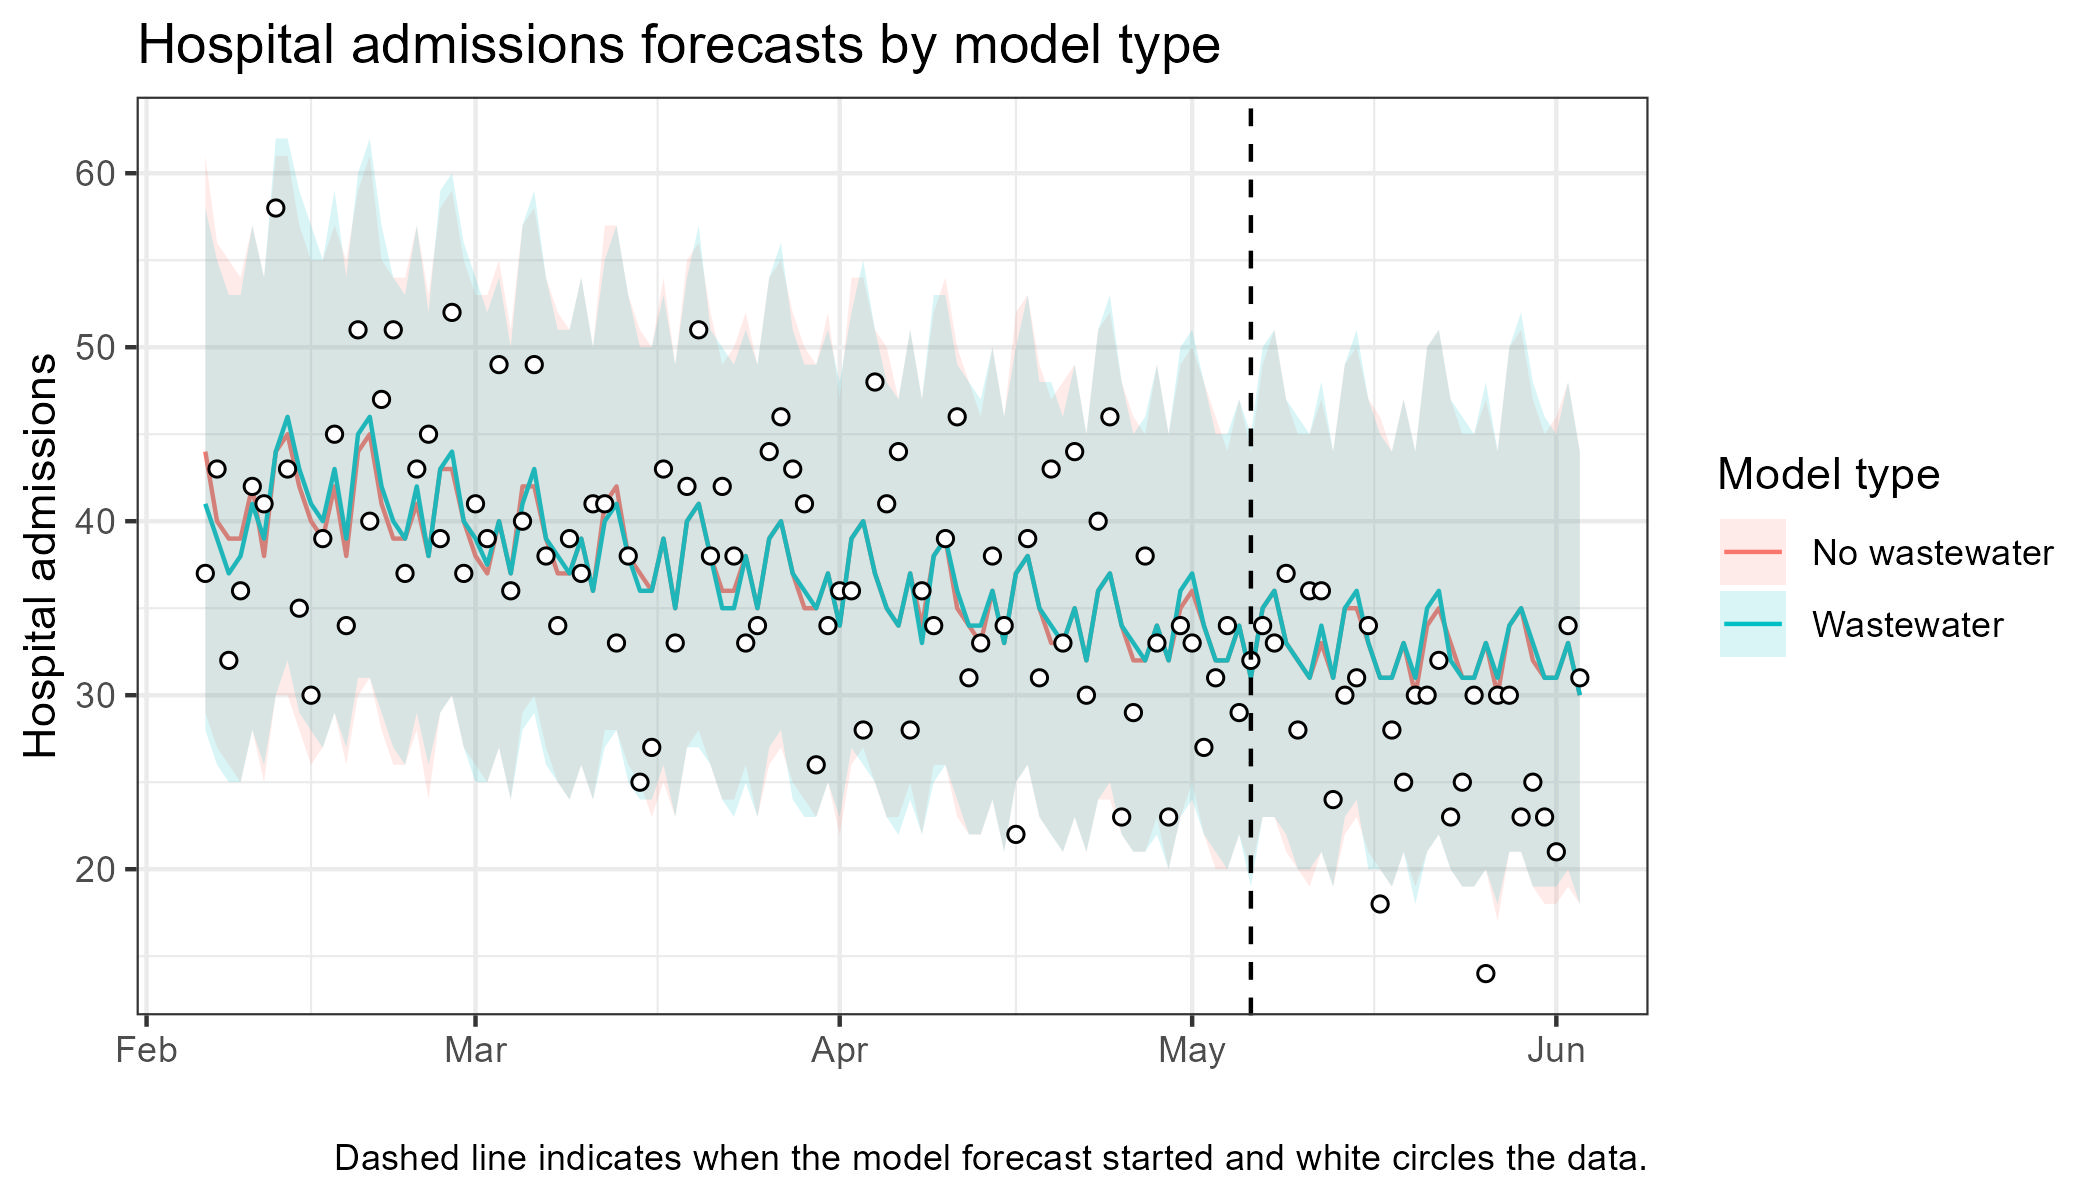 Hospital admissions forecasts by model type
Hospital admissions
60
50
40
30
20
Feb Mar Apr May Jun
Model type
No wastewater
Wastewater
Dashed line indicates when the model forecast started and white circles the data.